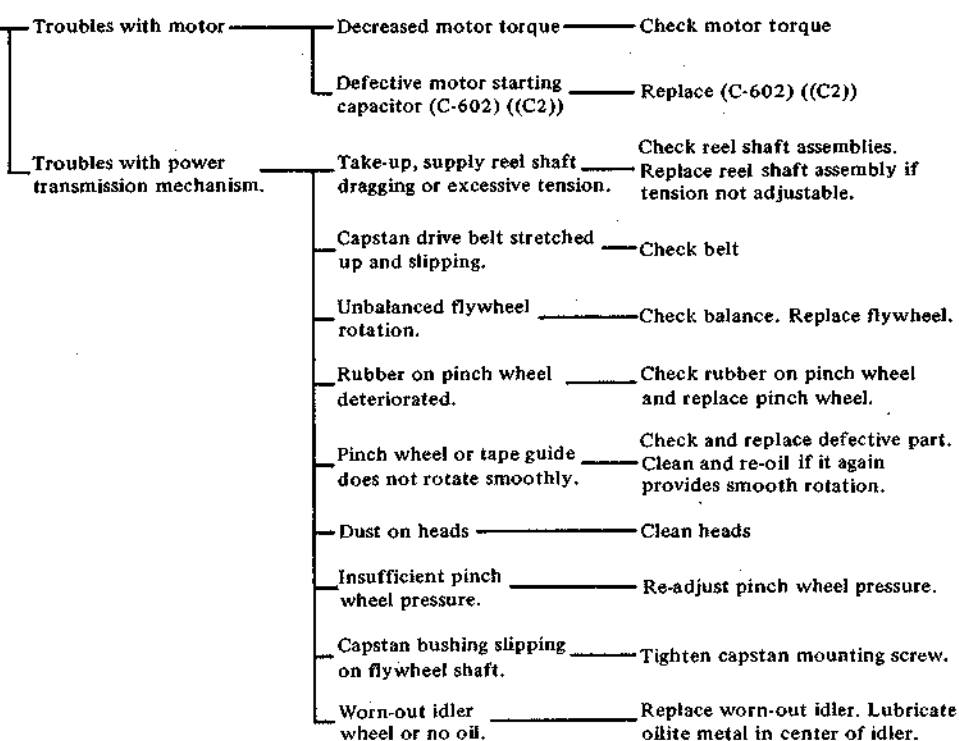 Troubles with motor Decreased motor torque Check motor torque
Defective motor starting
capacitor (C-602) ((C2))
Replace (C-602) ((C2))
Troubles with power
transmission mechanism.
Take-up, supply reel shaft
dragging or excessive tension.
Check reel shaft assemblies.
Replace reel shaft assembly if
tension not adjustable.
Capstan drive belt stretched
up and slipping.
Check belt
Unbalanced flywheel
rotation.
Check balance. Replace flywheel.
Rubber on pinch wheel
deteriorated.
Check rubber on pinch wheel
and replace pinch wheel.
Pinch wheel or tape guide
does not rotate smoothly.
Check and replace defective part.
Clean and re-oil if it again
provides smooth rotation.
Dust on heads Clean heads
Insufficient pinch
wheel pressure.
Re-adjust pinch wheel pressure.
Capstan bushing slipping
on flywheel shaft.
Tighten capstan mounting screw.
Worn-out idler
wheel or no oil.
Replace worn-out idler. Lubricate
oilite metal in center of idler.